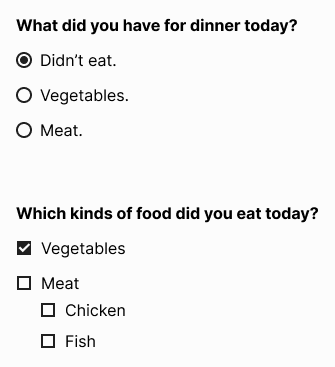 What did you have for dinner today?
Didn’t eat.
Vegetables.
Meat.
Which kinds of food did you eat today?
Vegetables
Meat
Chicken
Fish